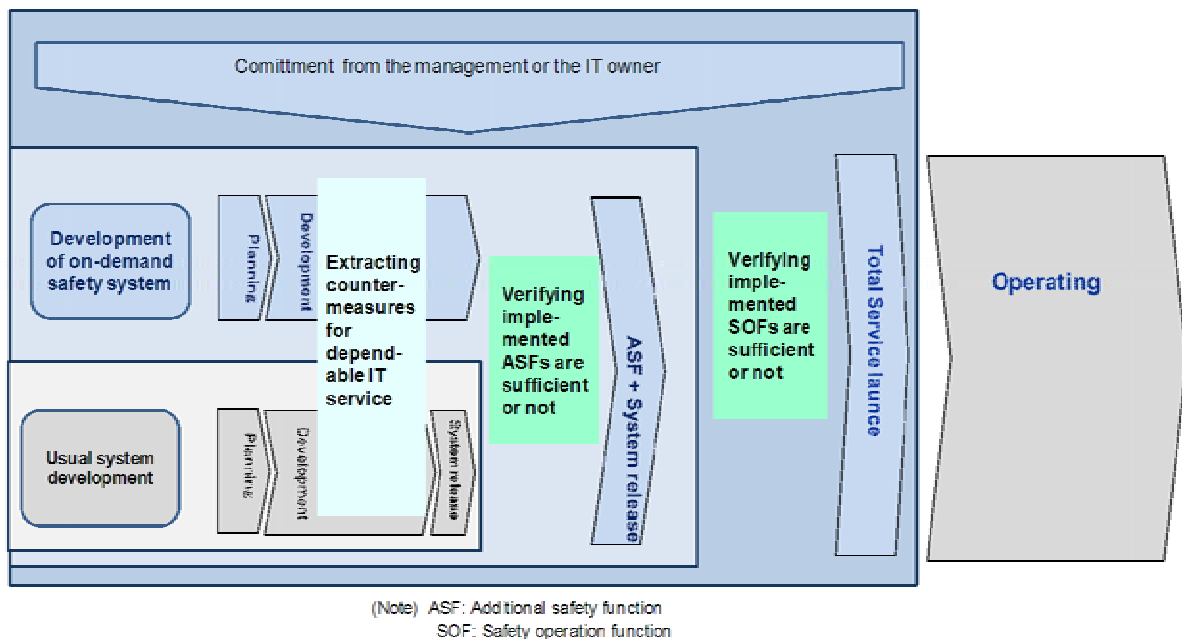 Comittment from the management or the IT owner
Development
of on-demand
safety system
Planning
Development
Extracting
counter-
measures
for
depend-
able IT
service
Verifying
imple-
mented
ASFs are
sufficient
or not
ASF + System release
Verifying
imple-
mented
SOFs are
sufficient
or not
Total Service launce
Operating
Usual system
development
Planning
Development
System release
(Note) ASF: Additional safety function
SOF: Safety operation function